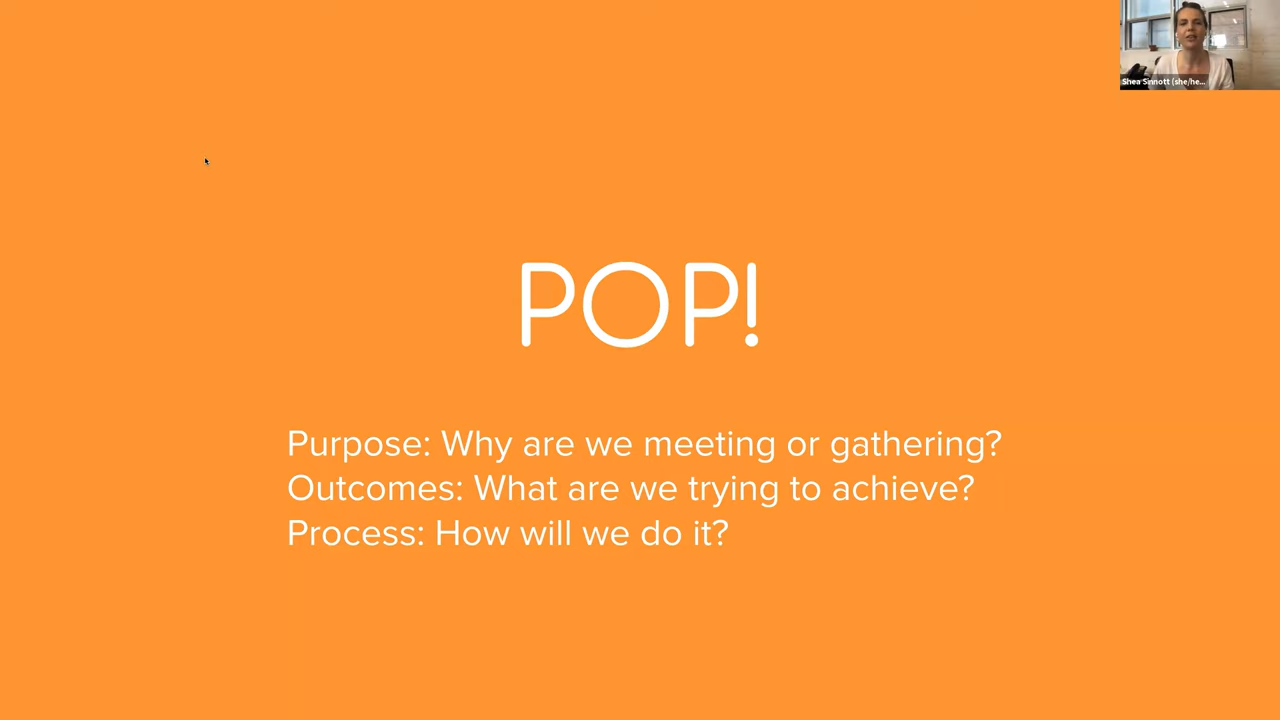 Shea Sinnott (she/he...
POP!
Purpose: Why are we meeting or gathering?
Outcomes: What are we trying to achieve?
Process: How will we do it?